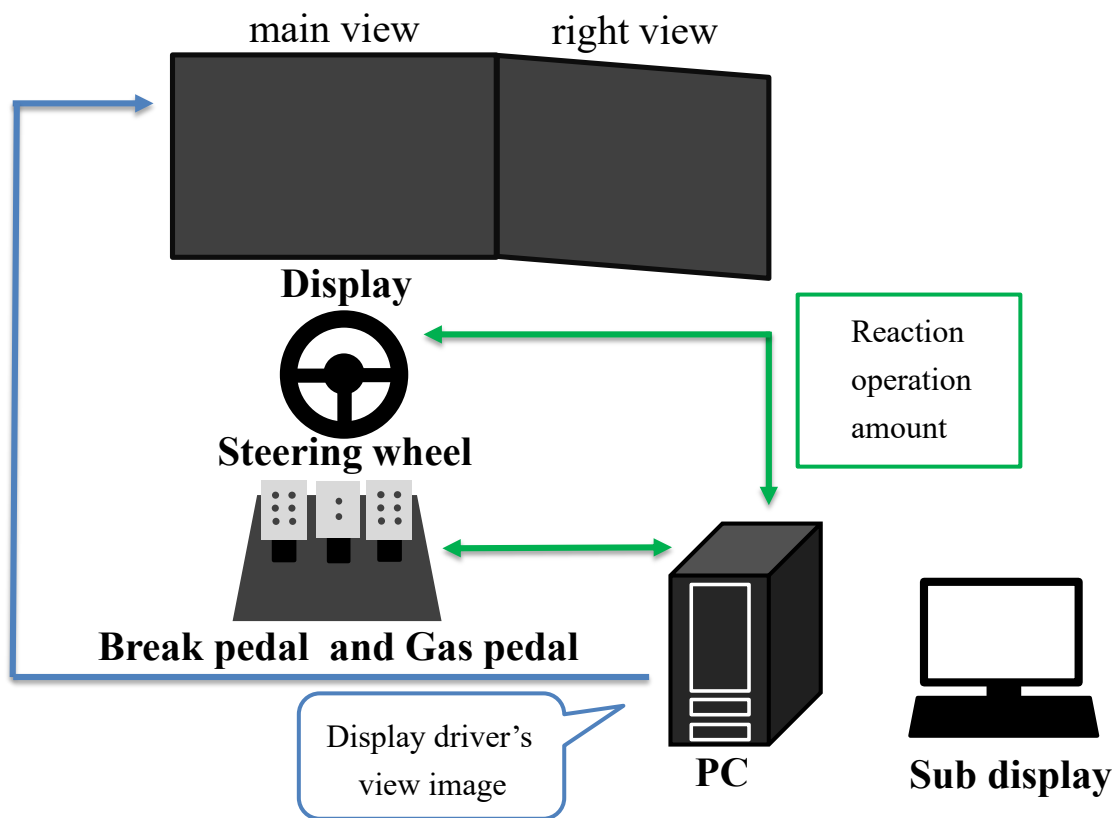 main view
right view
Display
Reaction
operation
amount
Steering wheel
Break pedal and Gas pedal
Display driver’s
view image
PC
Sub display